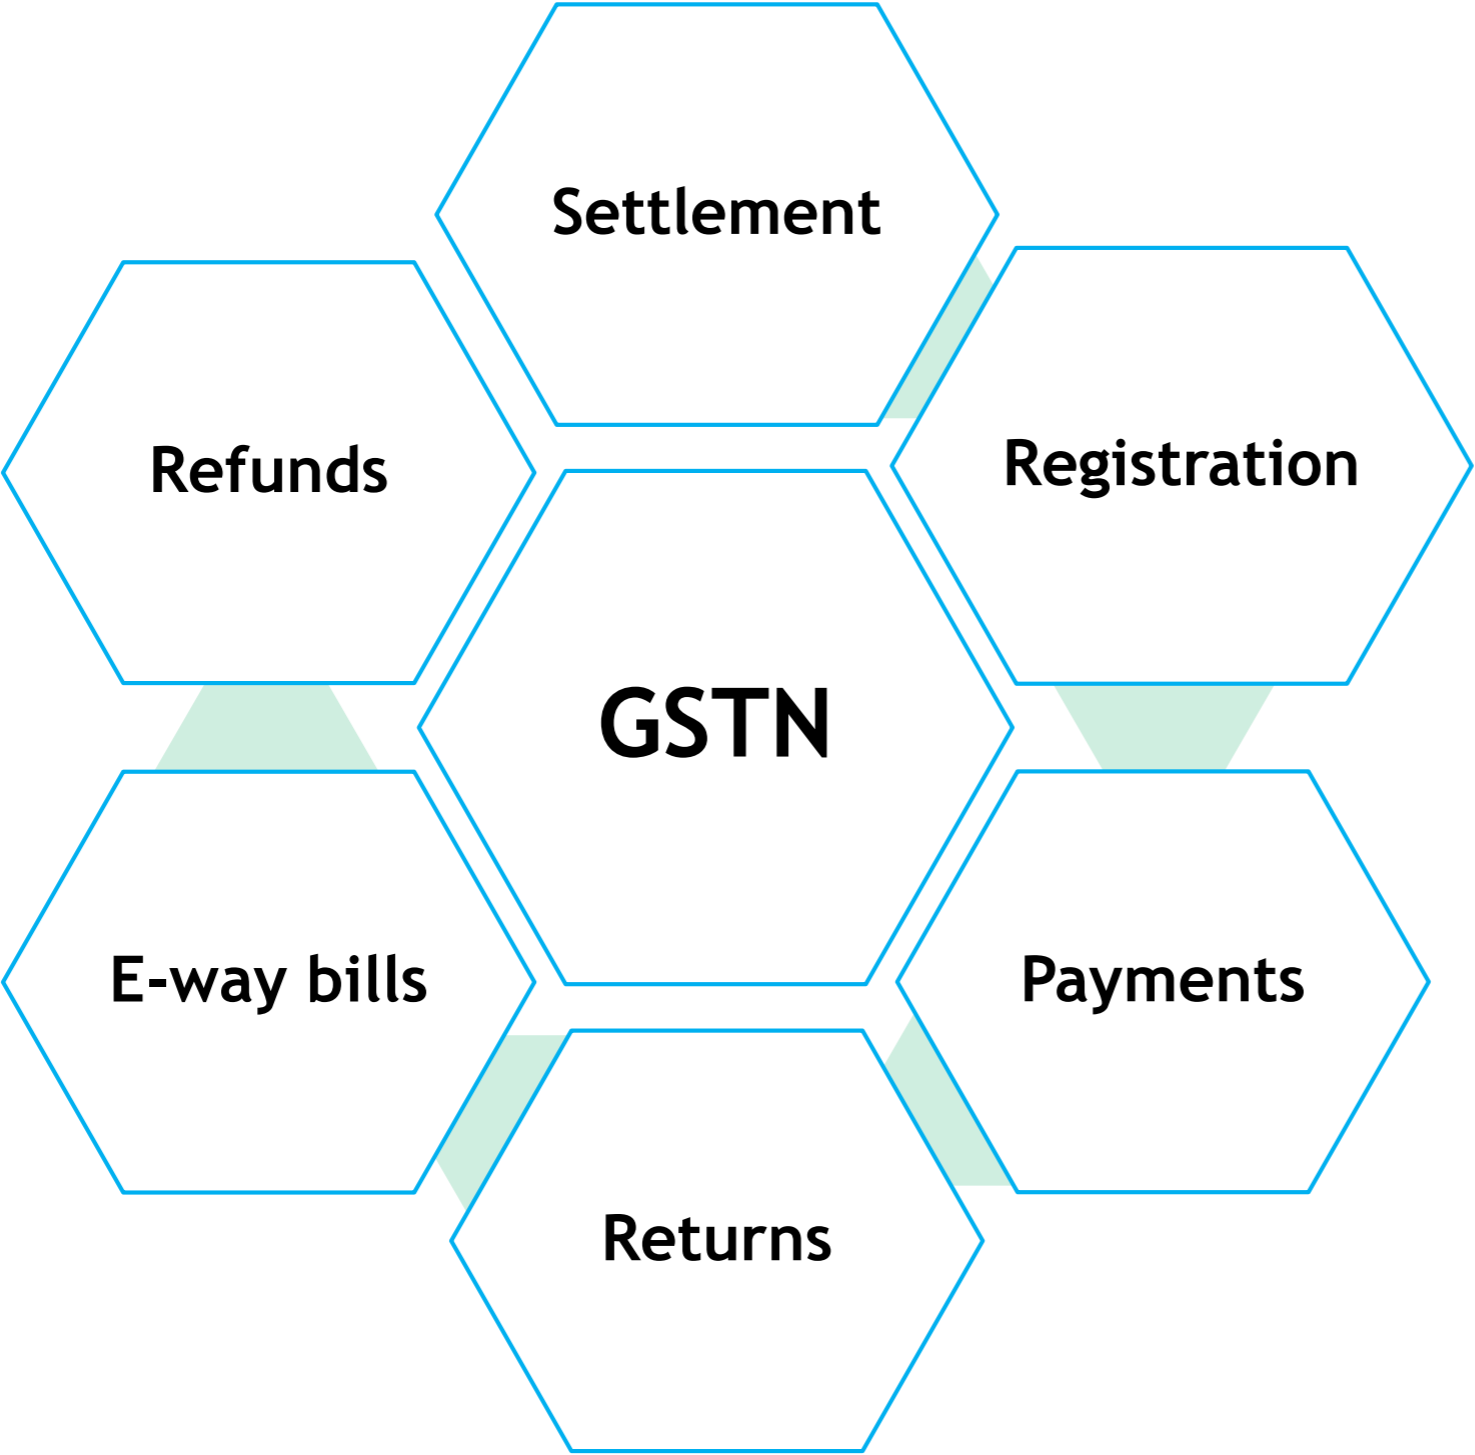 Settlement
Refunds
Registration
GSTN
E-way bills
Payments
Returns